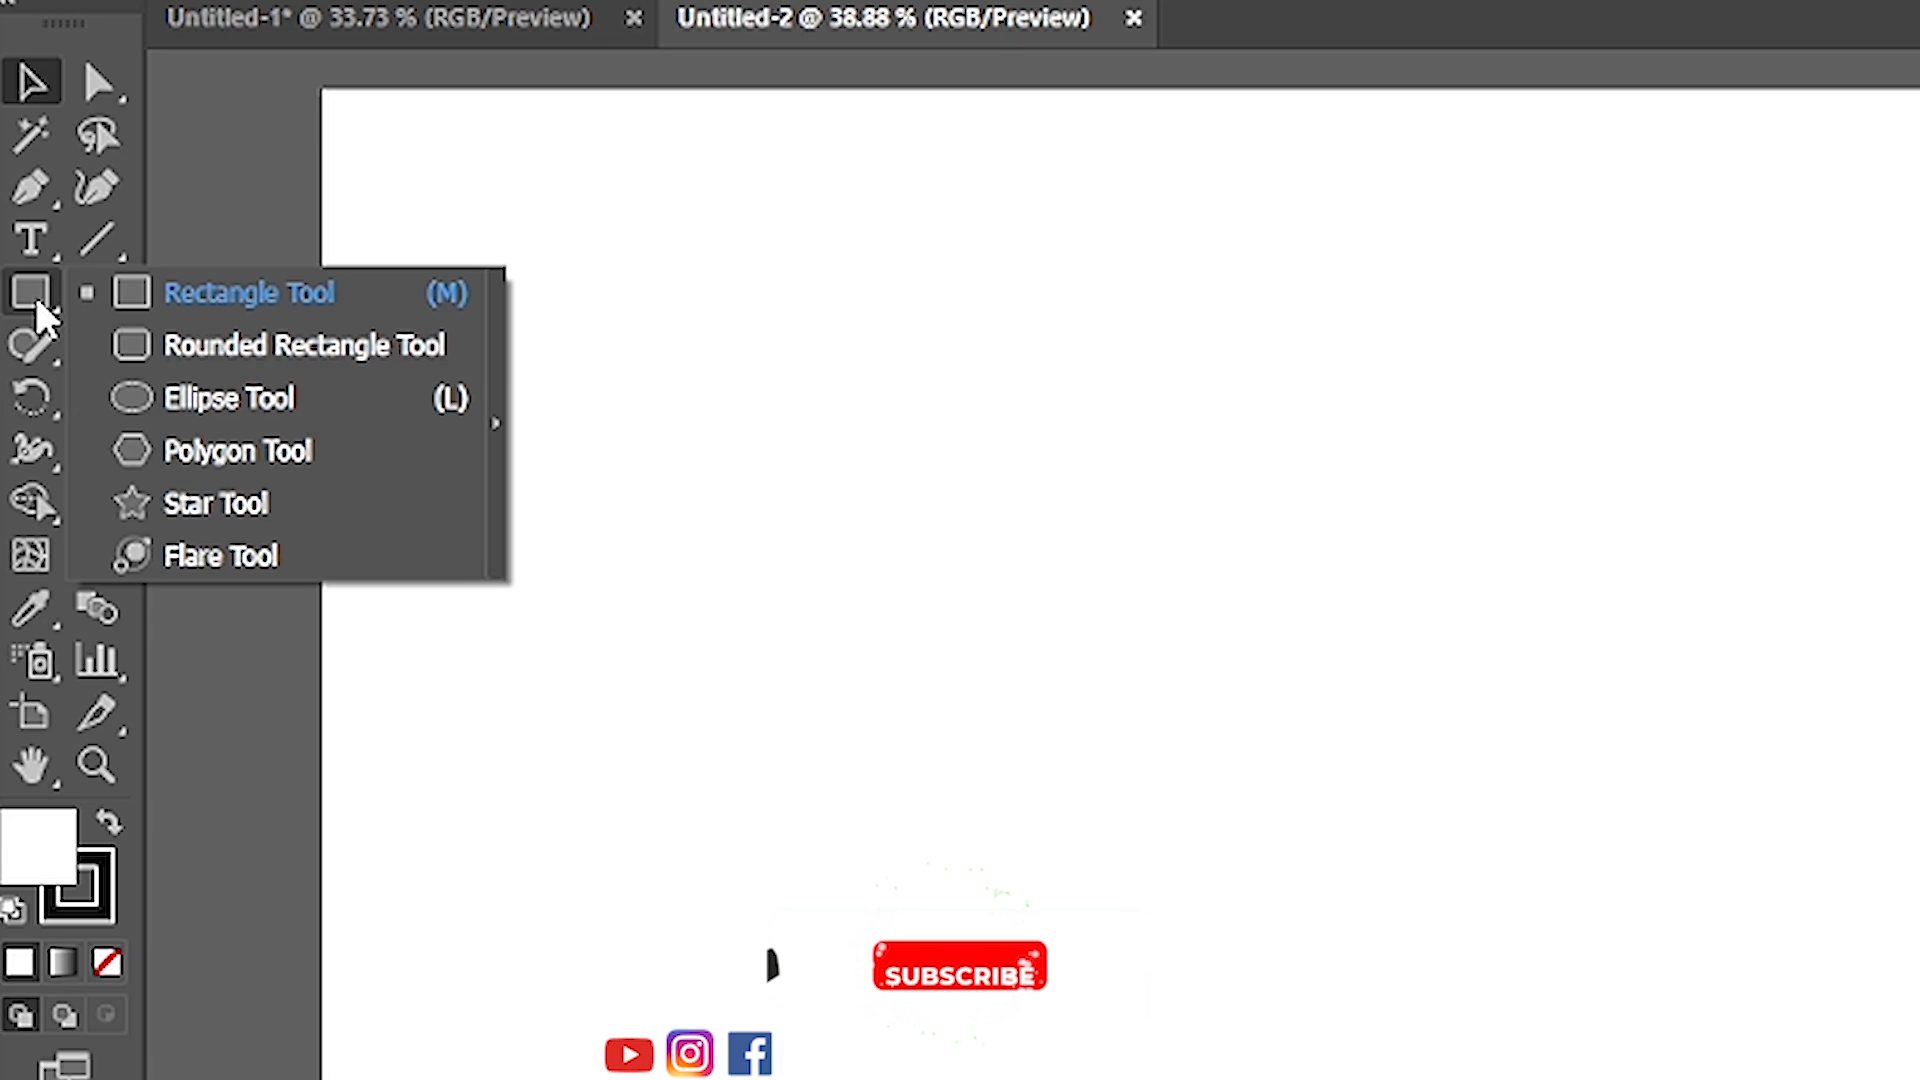 Untitled-1* @ 33.73 % (RGB/Preview)
Untitled-2 @ 38.88 % (RGB/Preview)
Rectangle Tool (M)
Rounded Rectangle Tool
Ellipse Tool (L)
Polygon Tool
Star Tool
Flare Tool
SUBSCRIBE